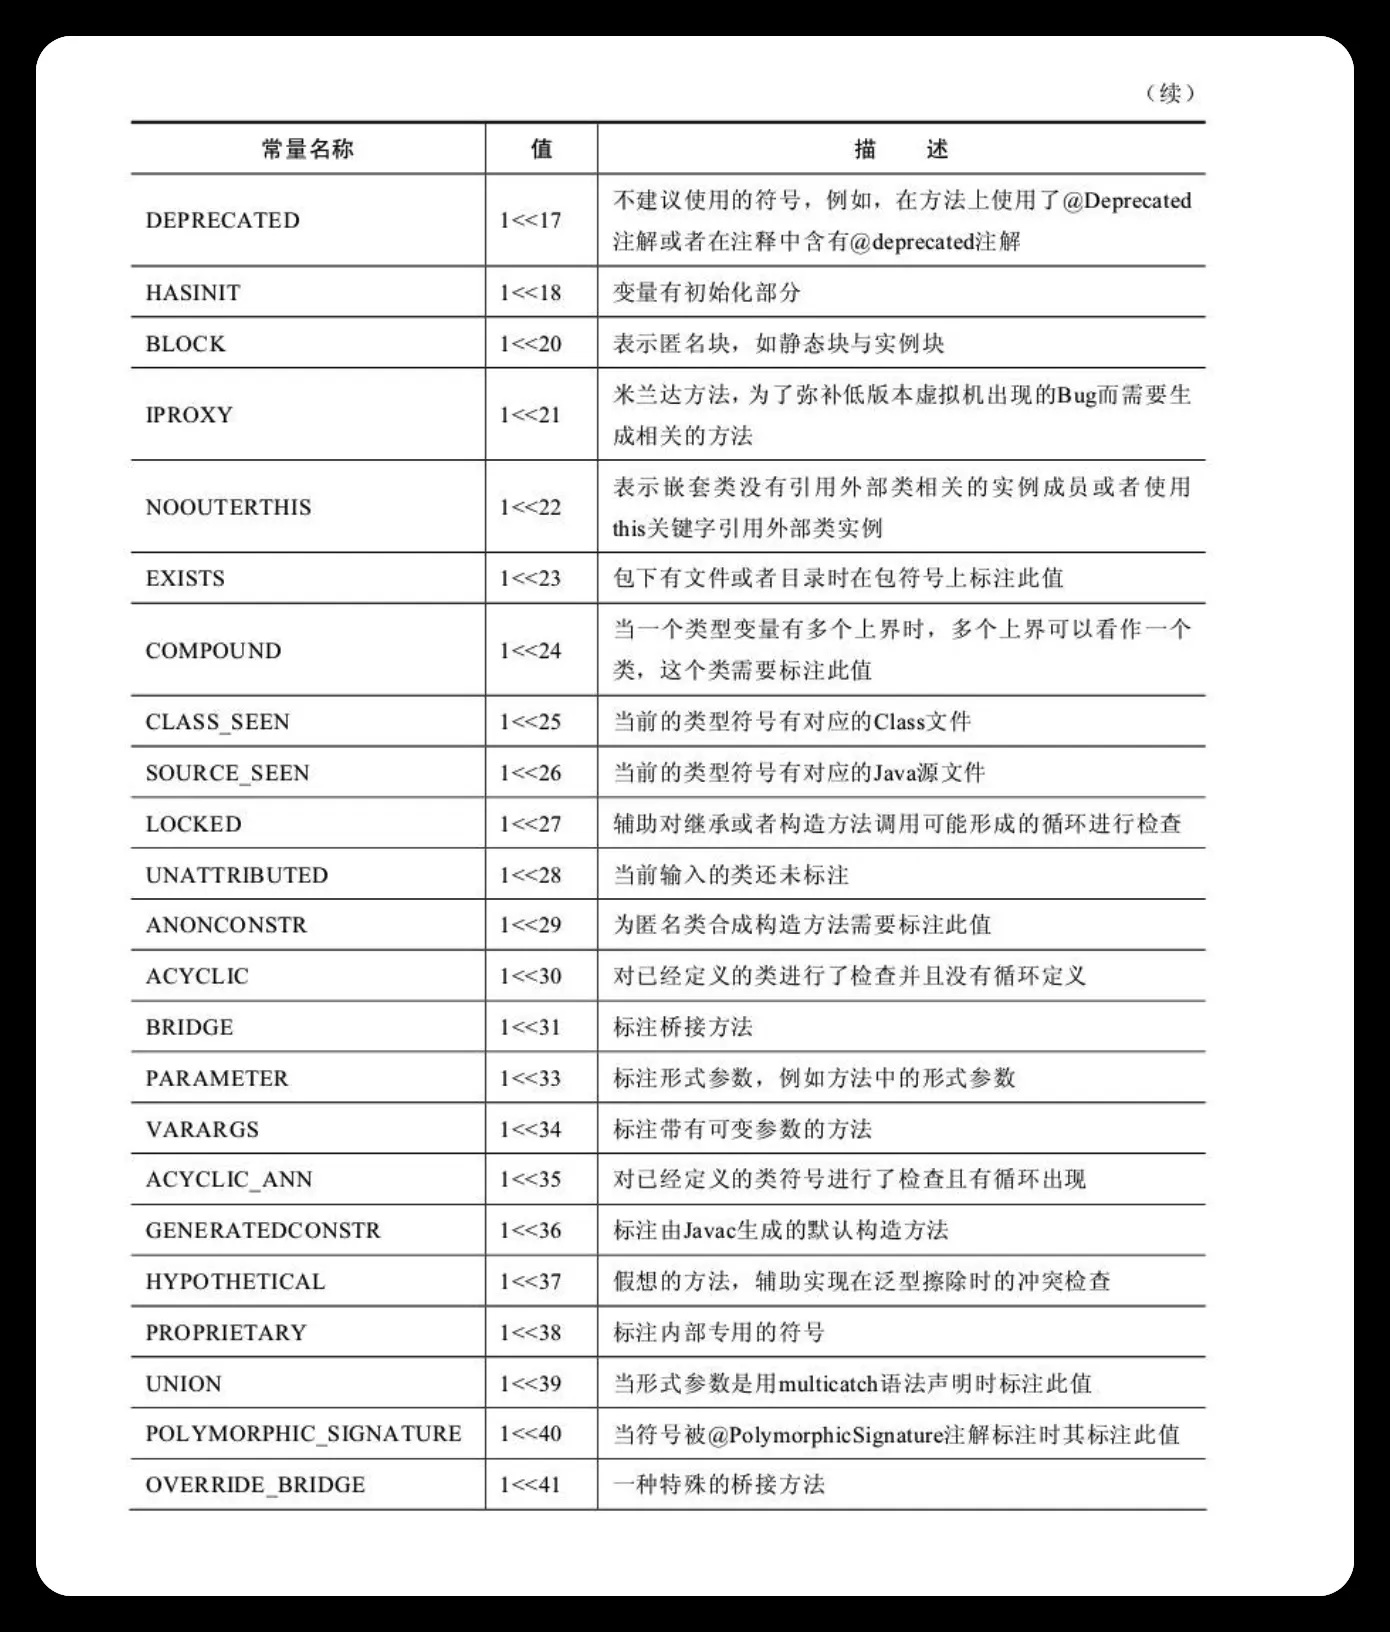 （续）
常量名称 值 描 述
DEPRECATED 1<<17 不建议使用的符号，例如，在方法上使用了@Deprecated
注解或者在注释中含有@deprecated注解
HASINIT 1<<18 变量有初始化部分
BLOCK 1<<20 表示匿名块，如静态块与实例块
IPROXY 1<<21 米兰达方法，为了弥补低版本虚拟机出现的Bug而需要生
成相关的方法
NOOUTERTHIS 1<<22 表示嵌套类没有引用外部类相关的实例成员或者使用
this关键字引用外部类实例
EXISTS 1<<23 包下有文件或者目录时在包符号上标注此值
COMPOUND 1<<24 当一个类型变量有多个上界时，多个上界可以看作一个
类，这个类需要标注此值
CLASS_SEEN 1<<25 当前的类型符号有对应的Class文件
SOURCE_SEEN 1<<26 当前的类型符号有对应的Java源文件
LOCKED 1<<27 辅助对继承或者构造方法调用可能形成的循环进行检查
UNATTRIBUTED 1<<28 当前输入的类还未标注
ANONCONSTR 1<<29 为匿名类合成构造方法需要标注此值
ACYCLIC 1<<30 对已经定义的类进行了检查并且没有循环定义
BRIDGE 1<<31 标注桥接方法
PARAMETER 1<<33 标注形式参数，例如方法中的形式参数
VARARGS 1<<34 标注带有可变参数的方法
ACYCLIC_ANN 1<<35 对已经定义的类符号进行了检查且有循环出现
GENERATEDCONSTR 1<<36 标注由Javac生成的默认构造方法
HYPOTHETICAL 1<<37 假想的方法，辅助实现在泛型擦除时的冲突检查
PROPRIETARY 1<<38 标注内部专用的符号
UNION 1<<39 当形式参数是用multicatch语法声明时标注此值
POLYMORPHIC_SIGNATURE 1<<40 当符号被@PolymorphicSignature注解标注时其标注此值
OVERRIDE_BRIDGE 1<<41 一种特殊的桥接方法